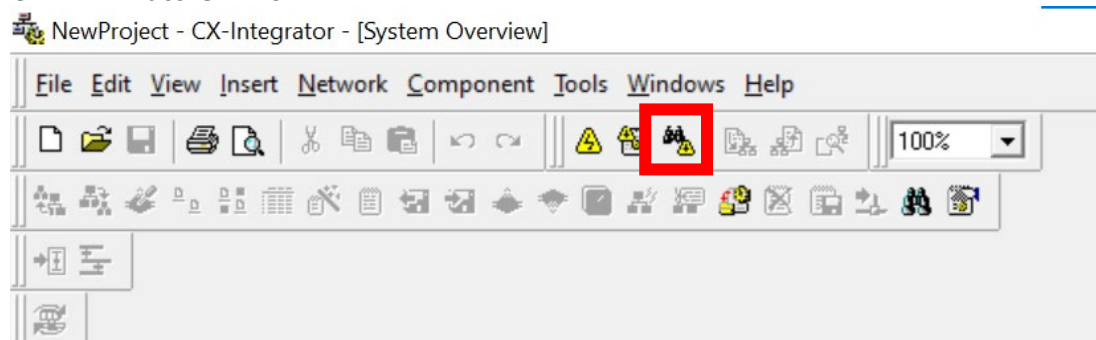 NewProject - CX-Integrator - [System Overview]
File Edit View Insert Network Component Tools Windows Help
100%